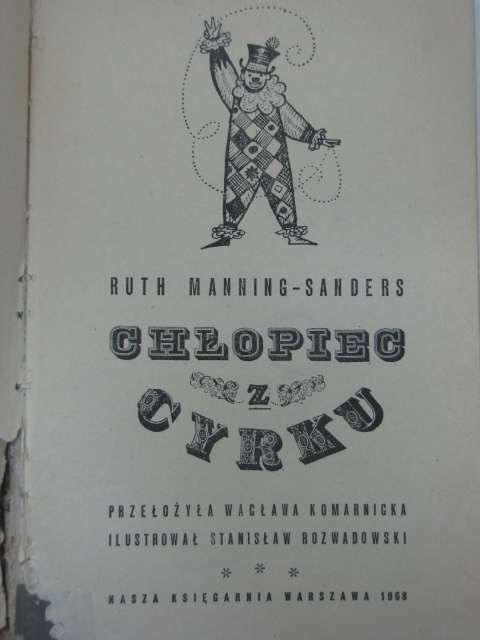 RUTH MANNING-SANDERS
CHŁOPIEC
Z
CYRKU
PRZEŁOŻYŁA WACŁAWA KOMARNICKA
ILUSTROWAŁ STANISŁAW ROZWADOWSKI
* * *
NASZA KSIĘGARNIA WARSZAWA 1968